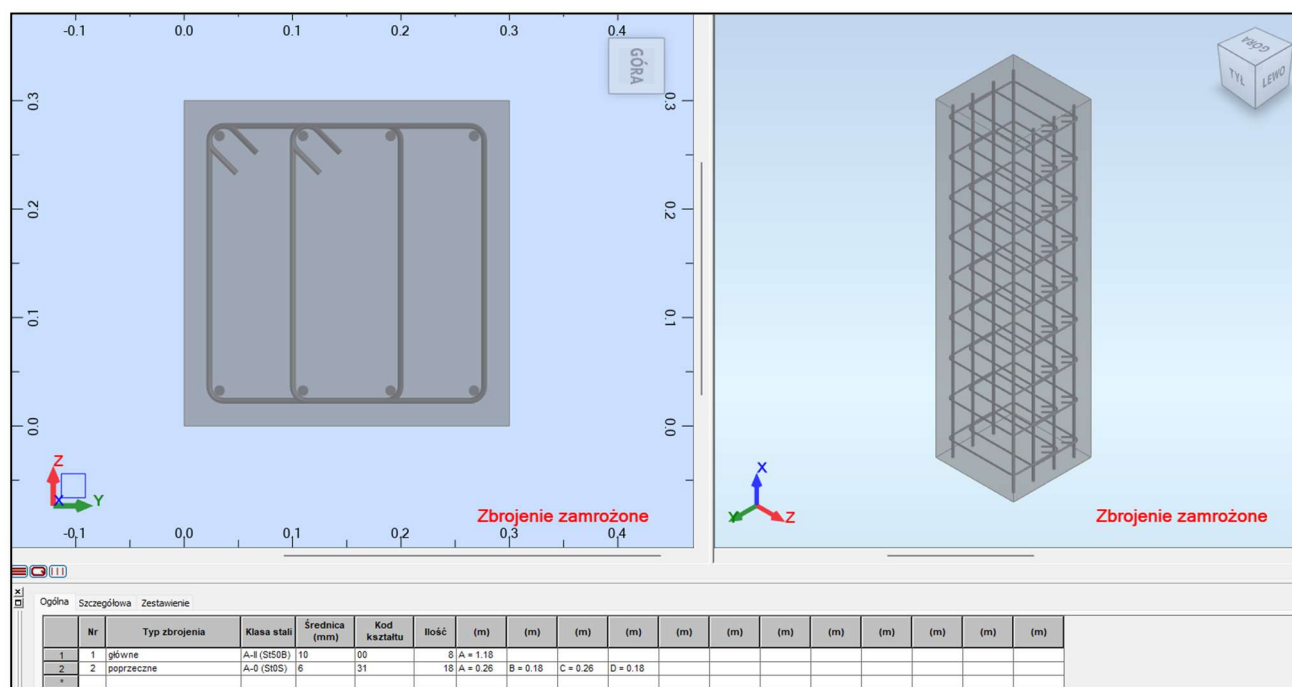 -0.1 0.0 0.1 0.2 0.3 0.4
GÓRA
0.3 0.3
0.2 0.2
0.1 0.1
0.0 0.0
Z
X Y
Zbrojenie zamrożone
-0.1 0.0 0.1 0.2 0.3 0.4
GÓRA
TYŁ LEWO
X
Y Z
Zbrojenie zamrożone
Ogólna Szczegółowa Zestawienie
Nr Typ zbrojenia Klasa stali Średnica (mm) Kod kształtu Ilość (m) (m) (m) (m) (m) (m) (m) (m) (m) (m) (m) (m)
1 1 główne A-II (St50B) 10 00 8 A = 1.18
2 2 poprzeczne A-0 (St0S) 6 31 18 A = 0.26 B = 0.18 C = 0.26 D = 0.18
*